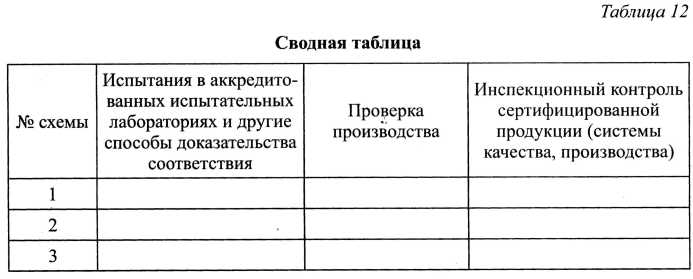 Таблица 12
Сводная таблица
№ схемы
Испытания в аккредито-
ванных испытательных
лабораториях и другие
способы доказательства
соответствия
Проверка
производства
Инспекционный контроль
сертифицированной
продукции (системы
качества, производства)
1
2
3